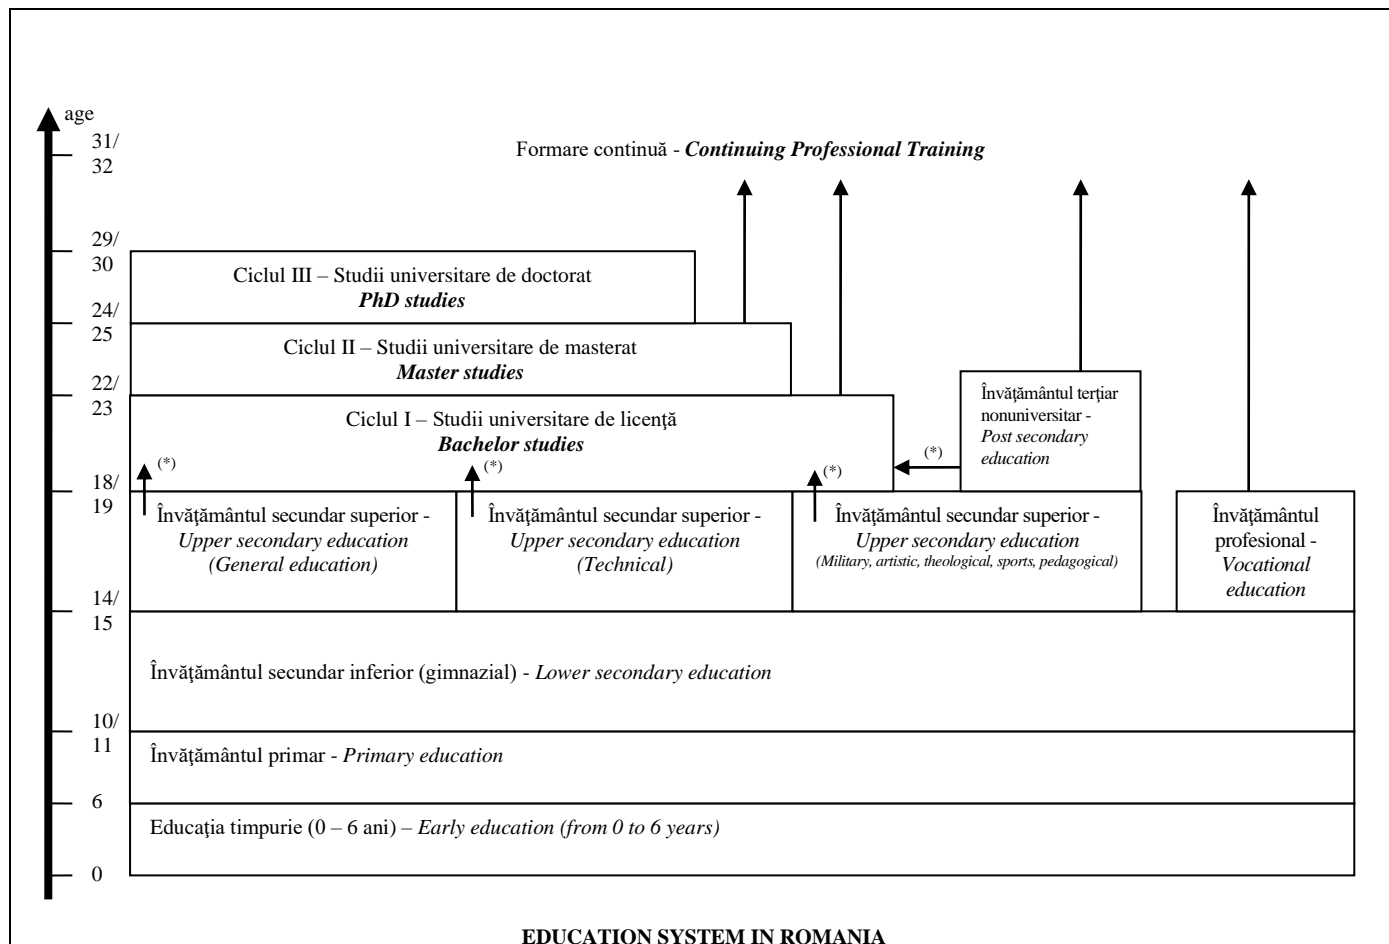 age
31/
32
Formare continuă - Continuing Professional Training
29/
30
Ciclul III – Studii universitare de doctorat
PhD studies
24/
25
Ciclul II – Studii universitare de masterat
Master studies
22/
23
Ciclul I – Studii universitare de licenţă
Bachelor studies
Învăţământul terţiar
nonuniversitar -
Post secondary
education
(*)
(*)
(*)
(*)
18/
19
Învăţământul secundar superior -
Upper secondary education
(General education)
Învăţământul secundar superior -
Upper secondary education
(Technical)
Învăţământul secundar superior -
Upper secondary education
(Military, artistic, theological, sports, pedagogical)
Învăţământul
profesional -
Vocational
education
14/
15
Învăţământul secundar inferior (gimnazial) - Lower secondary education
10/
11
Învăţământul primar - Primary education
6
Educaţia timpurie (0 – 6 ani) – Early education (from 0 to 6 years)
0
EDUCATION SYSTEM IN ROMANIA